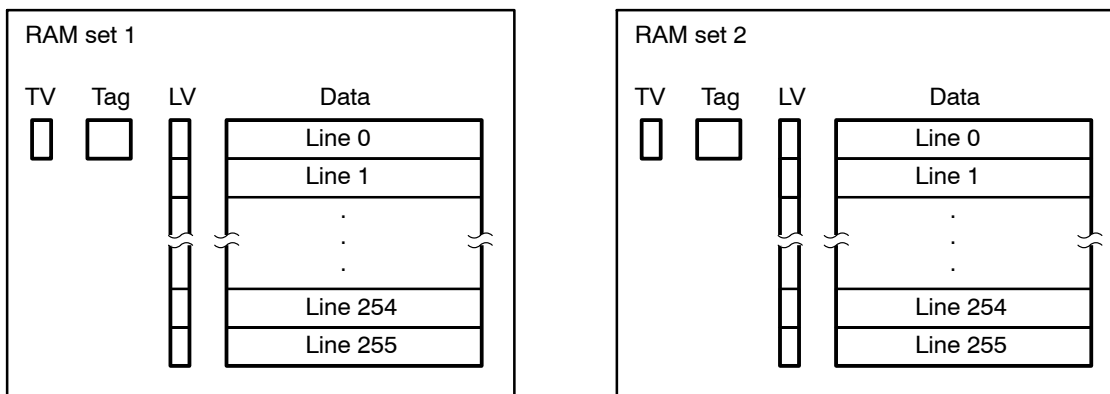 RAM set 1
TV Tag LV Data
Line 0
Line 1
.
.
.
Line 254
Line 255
RAM set 2
TV Tag LV Data
Line 0
Line 1
.
.
.
Line 254
Line 255